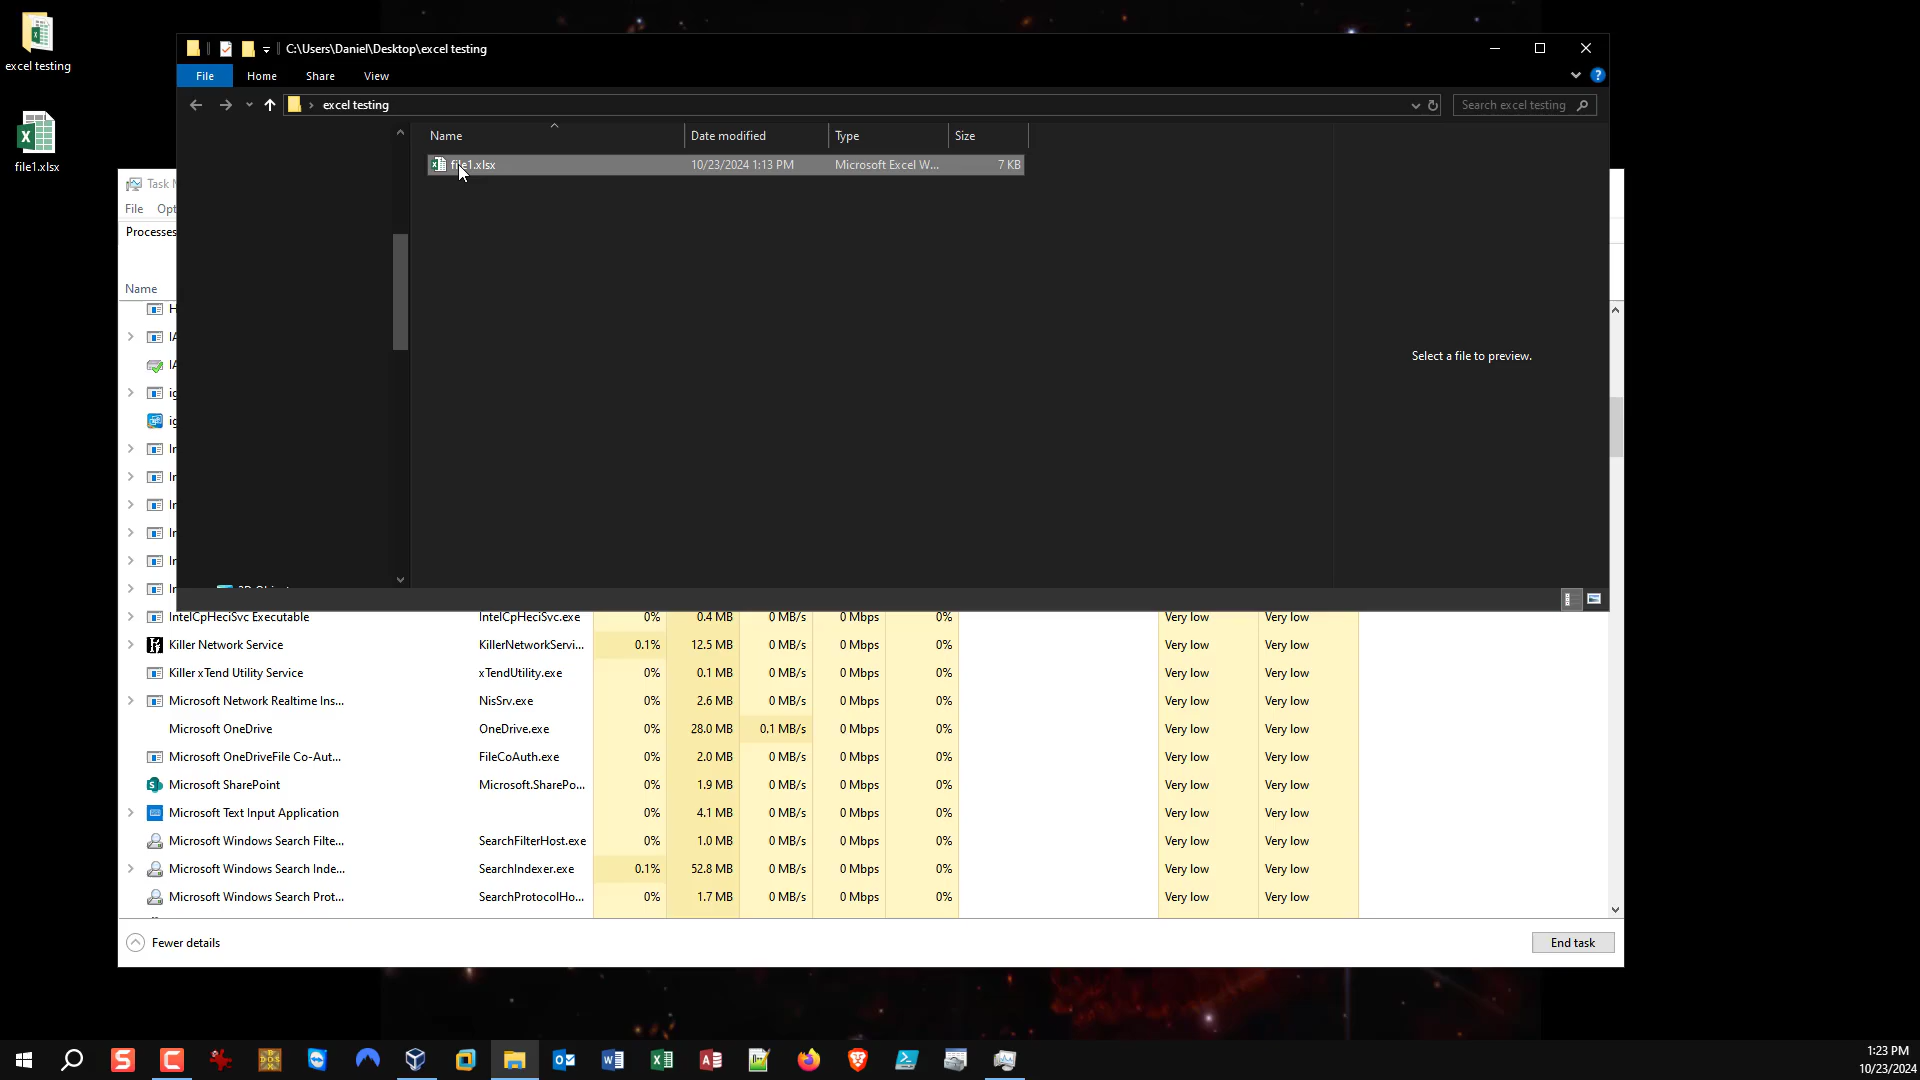 excel testing
file1.xlsx
C:\Users\Daniel\Desktop\excel testing
File Home Share View
excel testing
Search excel testing
Name Date modified Type Size
file1.xlsx 10/23/2024 1:13 PM Microsoft Excel W... 7 KB
Select a file to preview.
Task
File Opt
Processes
Name
IntelCpHeciSvc Executable IntelCpHeciSvc.exe 0% 0.4 MB 0 MB/s 0 Mbps 0% Very low Very low
Killer Network Service KillerNetworkServi... 0.1% 12.5 MB 0 MB/s 0 Mbps 0% Very low Very low
Killer xTend Utility Service xTendUtility.exe 0% 0.1 MB 0 MB/s 0 Mbps 0% Very low Very low
Microsoft Network Realtime Ins... NisSrv.exe 0% 2.6 MB 0 MB/s 0 Mbps 0% Very low Very low
Microsoft OneDrive OneDrive.exe 0% 28.0 MB 0.1 MB/s 0 Mbps 0% Very low Very low
Microsoft OneDriveFile Co-Aut... FileCoAuth.exe 0% 2.0 MB 0 MB/s 0 Mbps 0% Very low Very low
Microsoft SharePoint Microsoft.SharePo... 0% 1.9 MB 0 MB/s 0 Mbps 0% Very low Very low
Microsoft Text Input Application 0% 4.1 MB 0 MB/s 0 Mbps 0% Very low Very low
Microsoft Windows Search Filte... SearchFilterHost.exe 0% 1.0 MB 0 MB/s 0 Mbps 0% Very low Very low
Microsoft Windows Search Inde... SearchIndexer.exe 0.1% 52.8 MB 0 MB/s 0 Mbps 0% Very low Very low
Microsoft Windows Search Prot... SearchProtocolHo... 0% 1.7 MB 0 MB/s 0 Mbps 0% Very low Very low
Fewer details End task
1:23 PM
10/23/2024